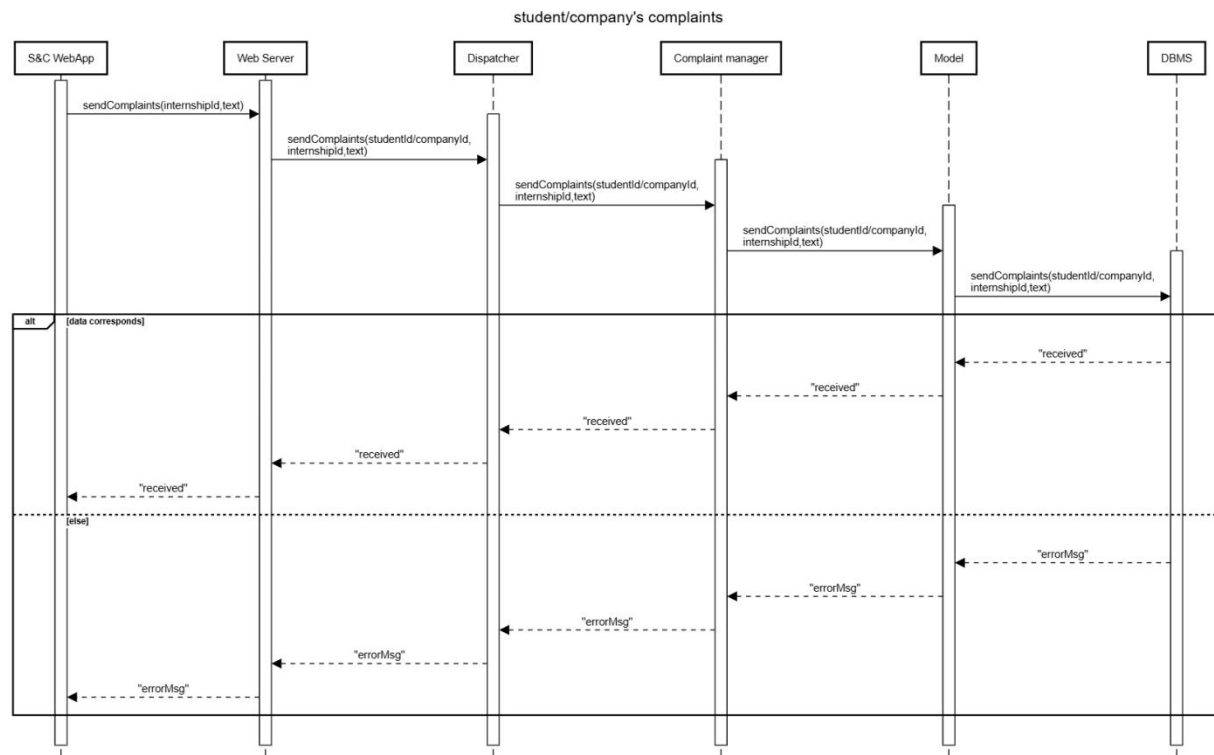 student/company's complaints
S&C WebApp
Web Server
Dispatcher
Complaint manager
Model
DBMS
sendComplaints(internshipId,text)
sendComplaints(studentId/companyId,
internshipId,text)
sendComplaints(studentId/companyId,
internshipId,text)
sendComplaints(studentId/companyId,
internshipId,text)
sendComplaints(studentId/companyId,
internshipId,text)
alt
[data corresponds]
"received"
"received"
"received"
"received"
"received"
[else]
"errorMsg"
"errorMsg"
"errorMsg"
"errorMsg"
"errorMsg"